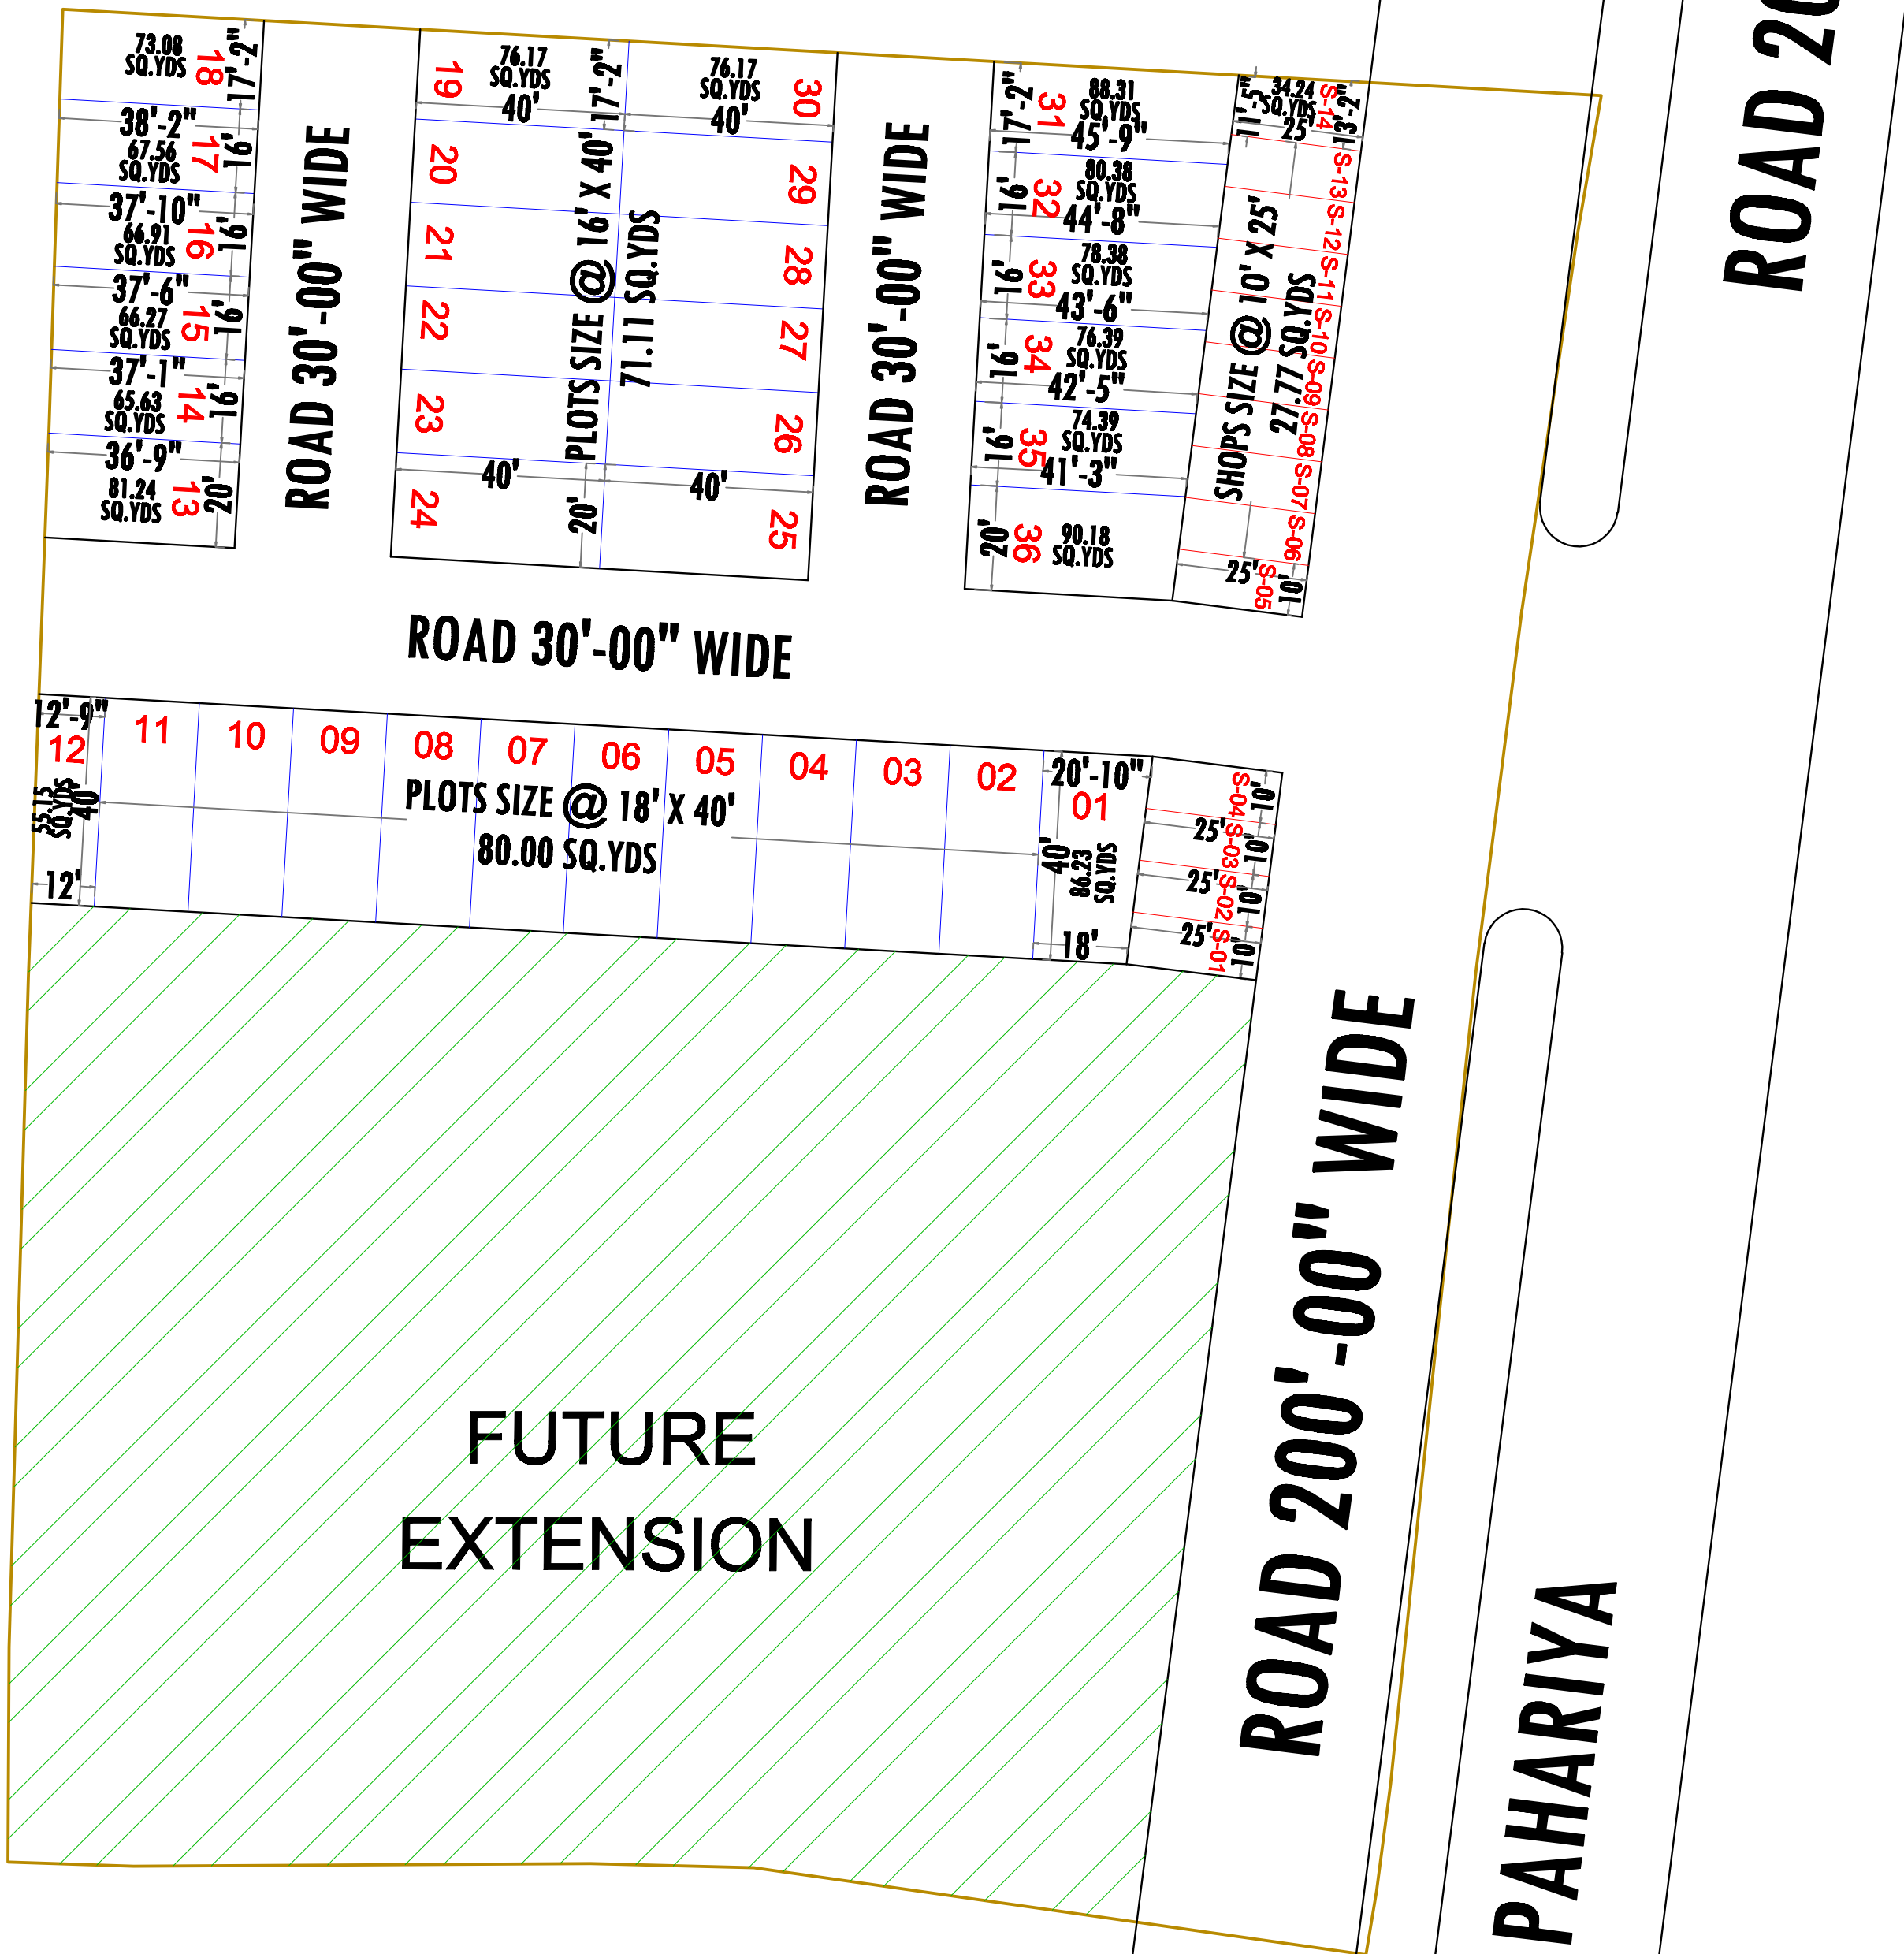 73.08
SQ.YDS
18
17'-2"
38'-2"
67.56
SQ.YDS
17
16'
37'-10"
66.91
SQ.YDS
16
16'
37'-6"
66.27
SQ.YDS
15
16'
37'-1"
65.63
SQ.YDS
14
16'
36'-9"
81.24
SQ.YDS
13
20'
ROAD 30'-00" WIDE
19
76.17
SQ.YDS
40'
17'-2"
76.17
SQ.YDS
40'
30
20
21
22
23
24
PLOTS SIZE @ 16' X 40'
71.11 SQ.YDS
29
28
27
26
25
40'
20'
40'
ROAD 30'-00" WIDE
17'-2"
31
88.31
SQ.YDS
45'-9"
16'
32
80.38
SQ.YDS
44'-8"
16'
33
78.38
SQ.YDS
43'-6"
16'
34
76.39
SQ.YDS
42'-5"
16'
35
74.39
SQ.YDS
41'-3"
20'
36
90.18
SQ.YDS
11'-5"
34.24
SQ.YDS
25'
S-14
13'-2"
S-13
S-12
S-11
S-10
S-09
S-08
S-07
S-06
S-05
SHOPS SIZE @ 10' X 25'
27.77 SQ.YDS
25'
10'
ROAD 20
ROAD 30'-00" WIDE
12'-9"
12
55.15
SQ.YDS
40'
12'
11
10
09
08
07
06
05
04
03
02
01
PLOTS SIZE @ 18' X 40'
80.00 SQ.YDS
20'-10"
40'
86.23
SQ.YDS
18'
S-04
10'
25'
S-03
10'
25'
S-02
10'
25'
S-01
10'
FUTURE
EXTENSION
ROAD 200'-00" WIDE
PAHARIYA